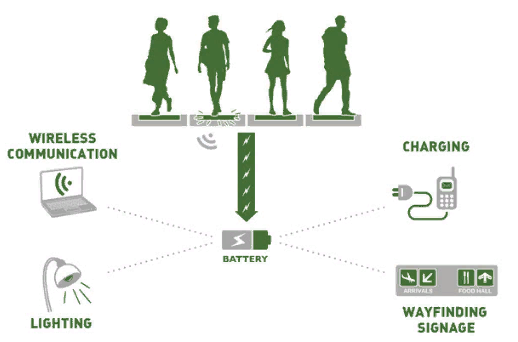 WIRELESS
COMMUNICATION
CHARGING
BATTERY
ARRIVALS
FOOD HALL
LIGHTING
WAYFINDING
SIGNAGE